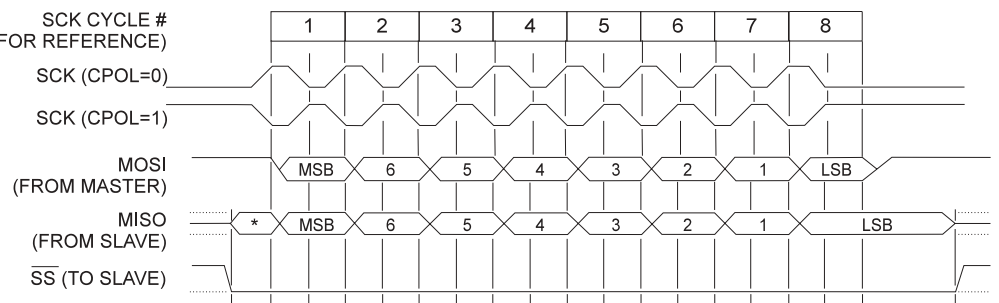 SCK CYCLE #
FOR REFERENCE)
1 2 3 4 5 6 7 8
SCK (CPOL=0)
SCK (CPOL=1)
MOSI
(FROM MASTER)
MSB 6 5 4 3 2 1 LSB
MISO
(FROM SLAVE)
* MSB 6 5 4 3 2 1 LSB
SS (TO SLAVE)